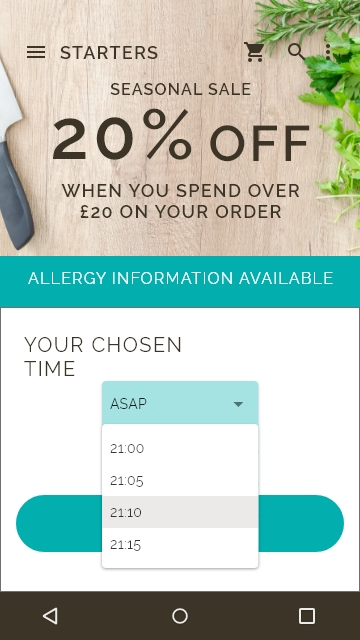 STARTERS
SEASONAL SALE
20% OFF
WHEN YOU SPEND OVER
£20 ON YOUR ORDER
ALLERGY INFORMATION AVAILABLE
YOUR CHOSEN
TIME
ASAP
21:00
21:05
21:10
21:15